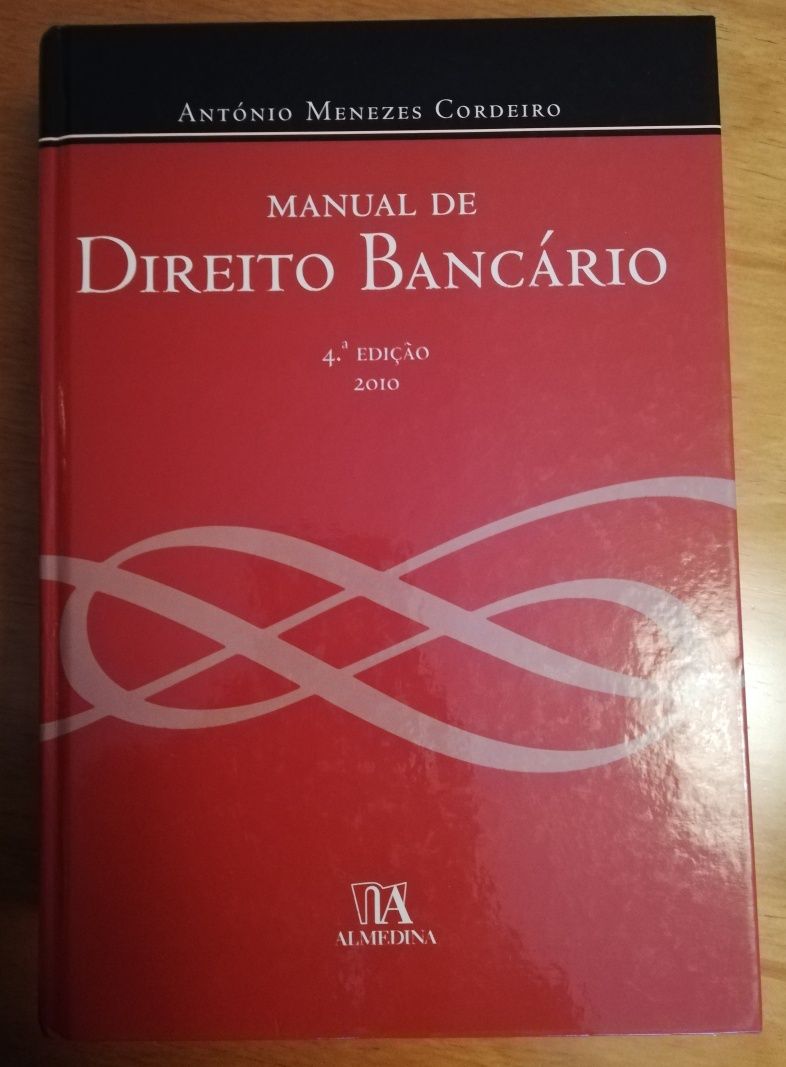 António Menezes Cordeiro
Manual de
Direito Bancário
4.ª edição
2010
ALMEDINA